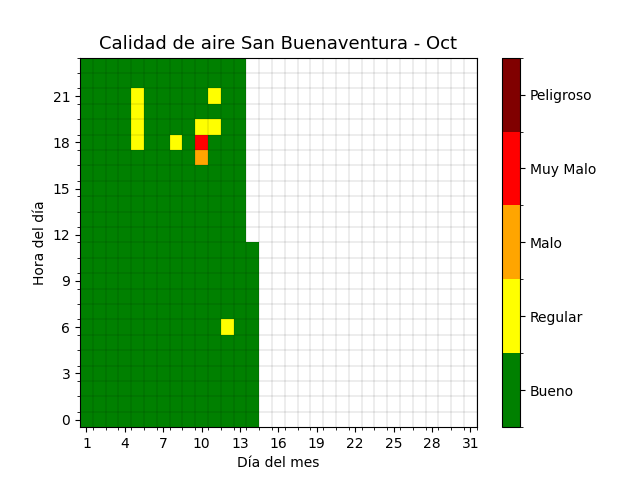 Calidad de aire San Buenaventura - Oct
Hora del día
21
18
15
12
9
6
3
0
1 4 7 10 13 16 19 22 25 28 31
Día del mes
Peligroso
Muy Malo
Malo
Regular
Bueno